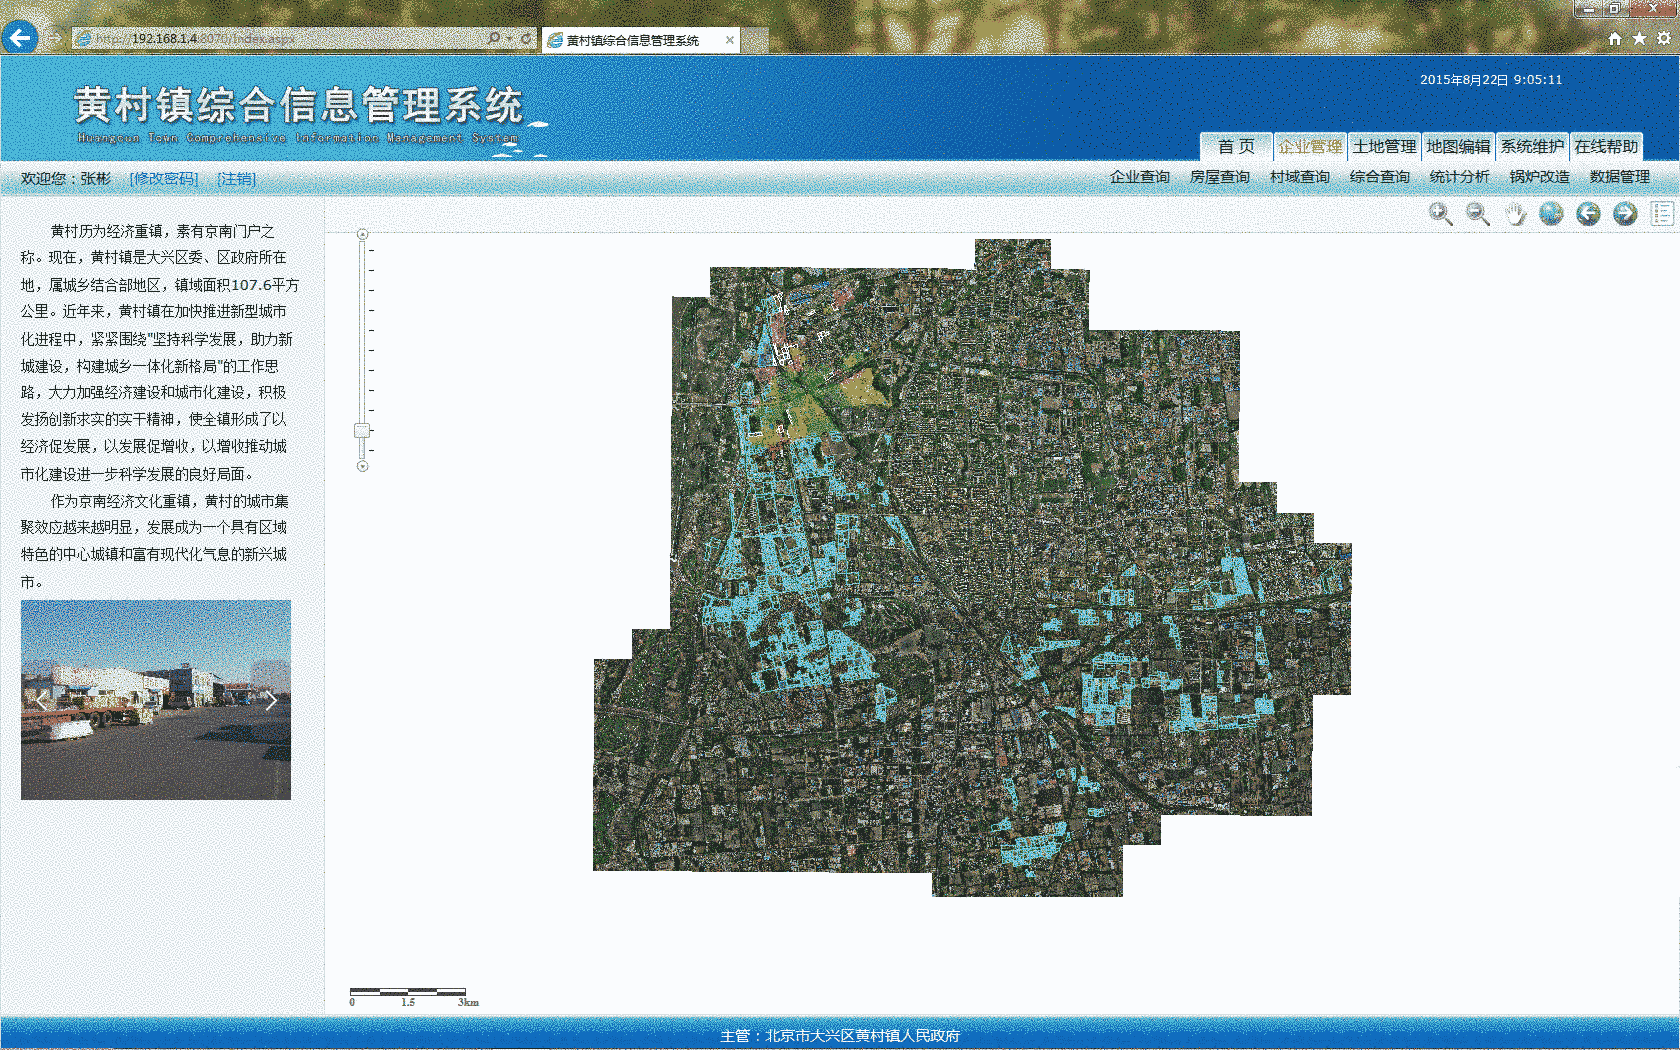 http://192.168.1.4:8070/index.aspx
黄村镇综合信息管理系统
2015年8月22日 9:05:11
黄村镇综合信息管理系统
Huangcun Town Comprehensive Information Management System
首 页 企业管理 土地管理 地图编辑 系统维护 在线帮助
欢迎您：张彬 [修改密码] [注销]
企业查询 房屋查询 村域查询 综合查询 统计分析 锅炉改造 数据管理
黄村历为经济重镇，素有京南门户之
称。现在，黄村镇是大兴区委、区政府所在
地，属城乡结合部地区，镇域面积107.6平方
公里。近年来，黄村镇在加快推进新型城市
化进程中，紧紧围绕"坚持科学发展，助力新
城建设，构建城乡一体化新格局"的工作思
路，大力加强经济建设和城市化建设，积极
发扬创新求实的实干精神，使全镇形成了以
经济促发展，以发展促增收，以增收推动城
市化建设进一步科学发展的良好局面。
作为京南经济文化重镇，黄村的城市集
聚效应越来越明显，发展成为一个具有区域
特色的中心城镇和富有现代化气息的新兴城
市。
0 1.5 3km
主管：北京市大兴区黄村镇人民政府